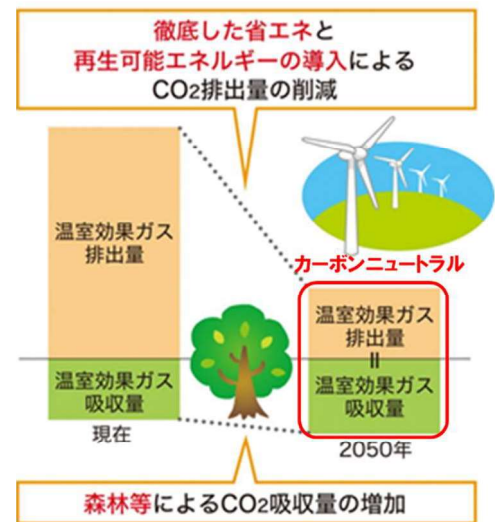 徹底した省エネと
再生可能エネルギーの導入による
CO2排出量の削減
温室効果ガス
排出量
カーボンニュートラル
温室効果ガス
排出量
=
温室効果ガス
吸収量
温室効果ガス
吸収量
現在
2050年
森林等によるCO2吸収量の増加